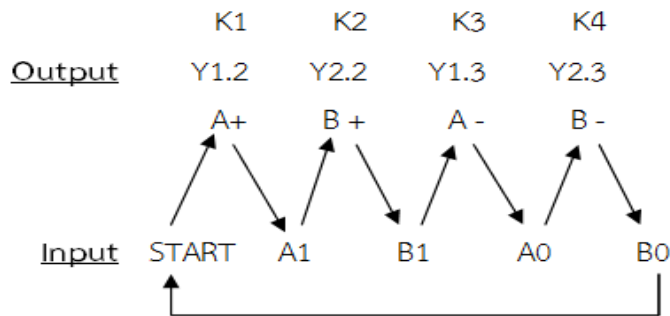 K1 K2 K3 K4
Output Y1.2 Y2.2 Y1.3 Y2.3
A+ B + A - B -
Input START A1 B1 A0 B0